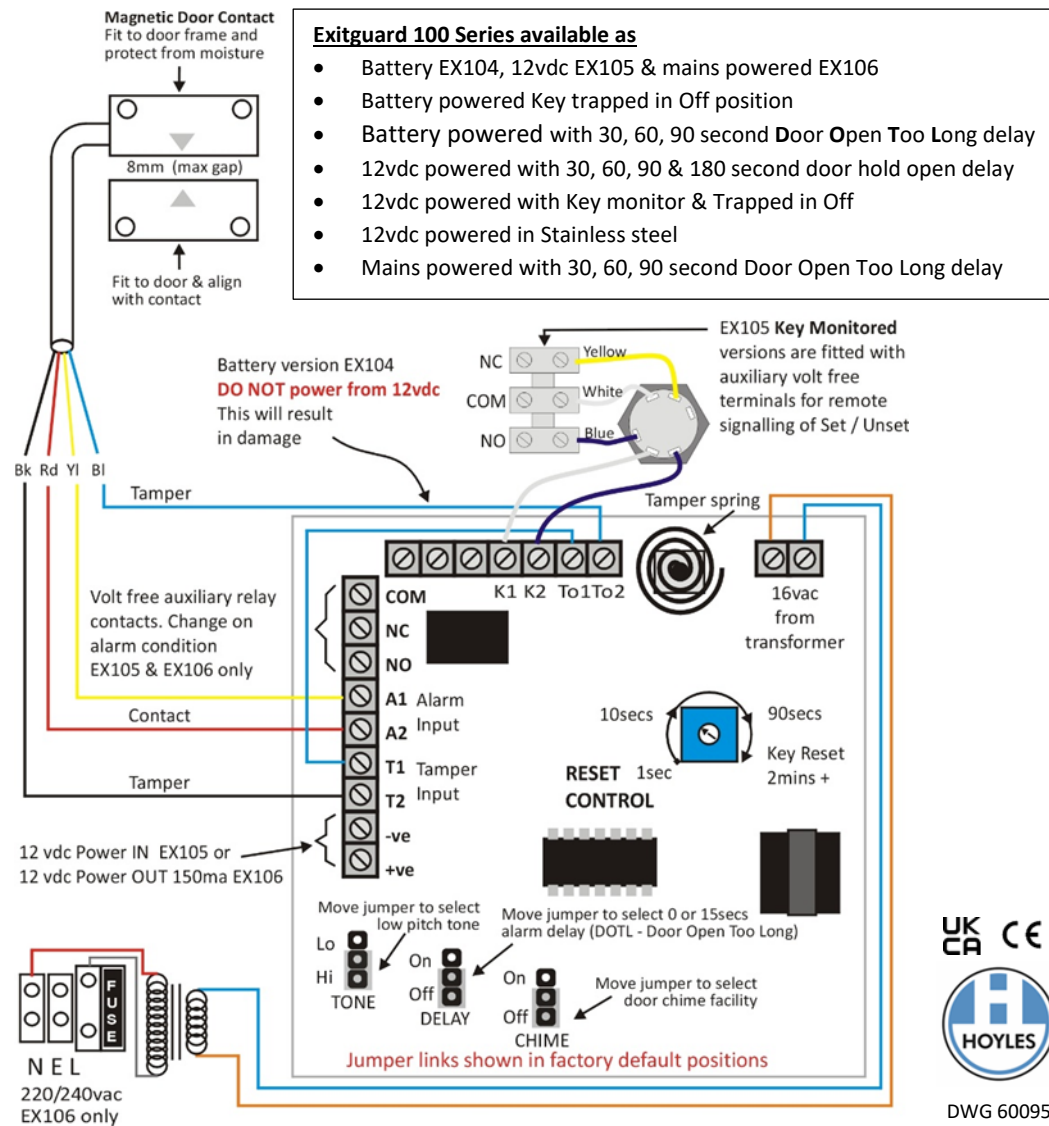 Magnetic Door Contact
Fit to door frame and
protect from moisture
8mm (max gap)
Fit to door & align
with contact
Exitguard 100 Series available as
• Battery EX104, 12vdc EX105 & mains powered EX106
• Battery powered Key trapped in Off position
• Battery powered with 30, 60, 90 second Door Open Too Long delay
• 12vdc powered with 30, 60, 90 & 180 second door hold open delay
• 12vdc powered with Key monitor & Trapped in Off
• 12vdc powered in Stainless steel
• Mains powered with 30, 60, 90 second Door Open Too Long delay
Battery version EX104
DO NOT power from 12vdc
This will result
in damage
NC
COM
NO
Yellow
White
Blue
EX105 Key Monitored
versions are fitted with
auxiliary volt free
terminals for remote
signalling of Set / Unset
Bk Rd Yl Bl
Tamper
Tamper spring
K1 K2 To1 To2
16vac
from
transformer
Volt free auxiliary relay
contacts. Change on
alarm condition
EX105 & EX106 only
COM
NC
NO
A1 Alarm
A2 Input
T1 Tamper
T2 Input
-ve
+ve
Contact
Tamper
10secs
90secs
1sec
Key Reset
2mins +
RESET
CONTROL
12 vdc Power IN EX105 or
12 vdc Power OUT 150ma EX106
Move jumper to select
low pitch tone
Lo
Hi
TONE
Move jumper to select 0 or 15secs
alarm delay (DOTL - Door Open Too Long)
On
Off
DELAY
Move jumper to select
door chime facility
On
Off
CHIME
Jumper links shown in factory default positions
FUSE
N E L
220/240vac
EX106 only
UK
CA
CE
HOYLES
DWG 60095